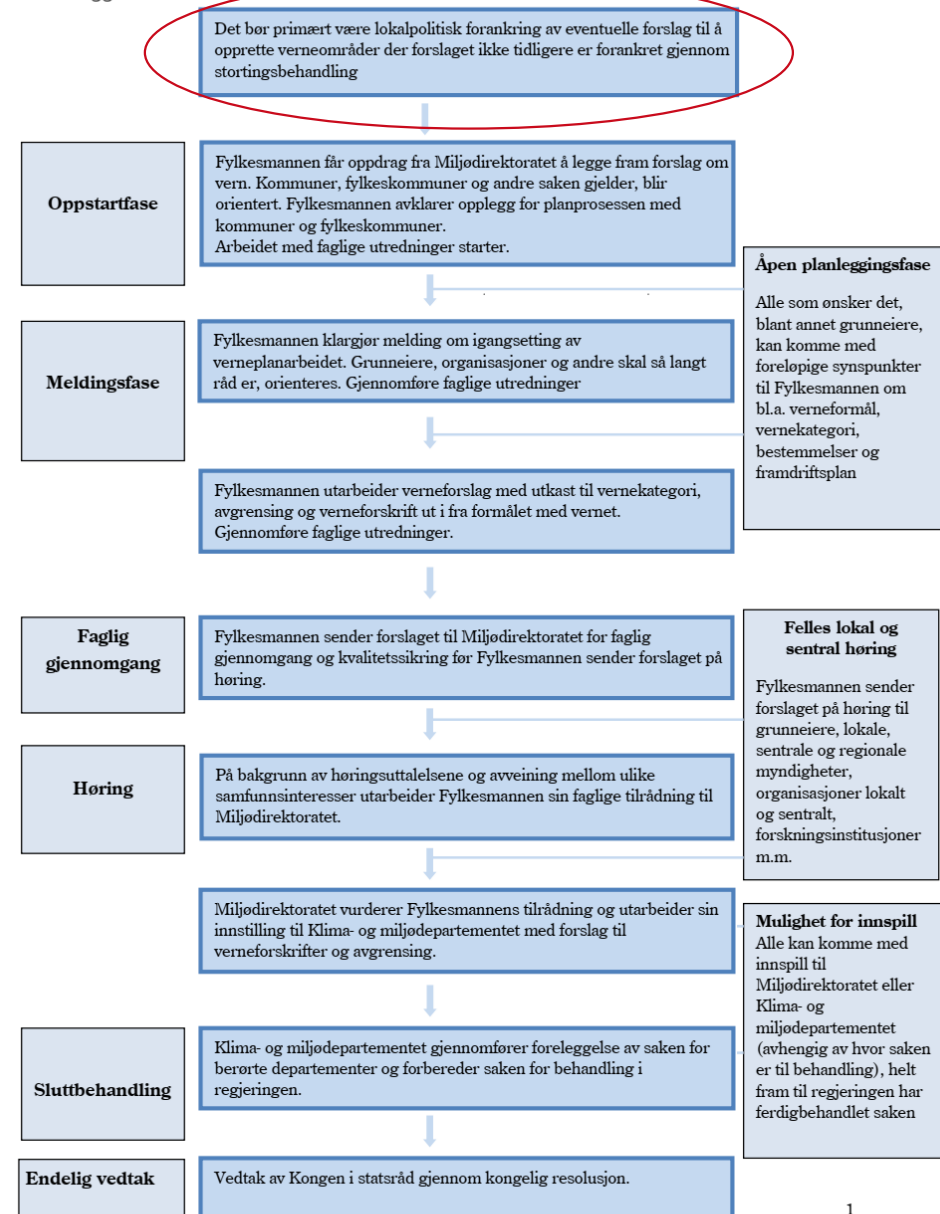 Det bør primært være lokalpolitisk forankring av eventuelle forslag til å
opprette verneområder der forslaget ikke tidligere er forankret gjennom
stortingsbehandling
Oppstartfase
Fylkesmannen får oppdrag fra Miljødirektoratet å legge fram forslag om
vern. Kommuner, fylkeskommuner og andre saken gjelder, blir
orientert. Fylkesmannen avklarer opplegg for planprosessen med
kommuner og fylkeskommuner.
Arbeidet med faglige utredninger starter.
Åpen planleggingsfase
Alle som ønsker det,
blant annet grunneiere,
kan komme med
foreløpige synspunkter
til Fylkesmannen om
bl.a. verneformål,
vernekategori,
bestemmelser og
framdriftsplan
Meldingsfase
Fylkesmannen klargjør melding om igangsetting av
verneplanarbeidet. Grunneiere, organisasjoner og andre skal så langt
råd er, orienteres. Gjennomføre faglige utredninger
Fylkesmannen utarbeider verneforslag med utkast til vernekategori,
avgrensing og verneforskrift ut i fra formålet med vernet.
Gjennomføre faglige utredninger.
Faglig
gjennomgang
Fylkesmannen sender forslaget til Miljødirektoratet for faglig
gjennomgang og kvalitetssikring før Fylkesmannen sender forslaget på
høring.
Felles lokal og
sentral høring
Fylkesmannen sender
forslaget på høring til
grunneiere, lokale,
sentrale og regionale
myndigheter,
organisasjoner lokalt
og sentralt,
forskningsinstitusjoner
m.m.
Høring
På bakgrunn av høringsuttalelsene og avveining mellom ulike
samfunnsinteresser utarbeider Fylkesmannen sin faglige tilrådning til
Miljødirektoratet.
Miljødirektoratet vurderer Fylkesmannens tilrådning og utarbeider sin
innstilling til Klima- og miljødepartementet med forslag til
verneforskrifter og avgrensing.
Mulighet for innspill
Alle kan komme med
innspill til
Miljødirektoratet eller
Klima- og
miljødepartementet
(avhengig av hvor saken
er til behandling), helt
fram til regjeringen har
ferdigbehandlet saken
Sluttbehandling
Klima- og miljødepartementet gjennomfører foreleggelse av saken for
berørte departementer og forbereder saken for behandling i
regjeringen.
Endelig vedtak
Vedtak av Kongen i statsråd gjennom kongelig resolusjon.
1